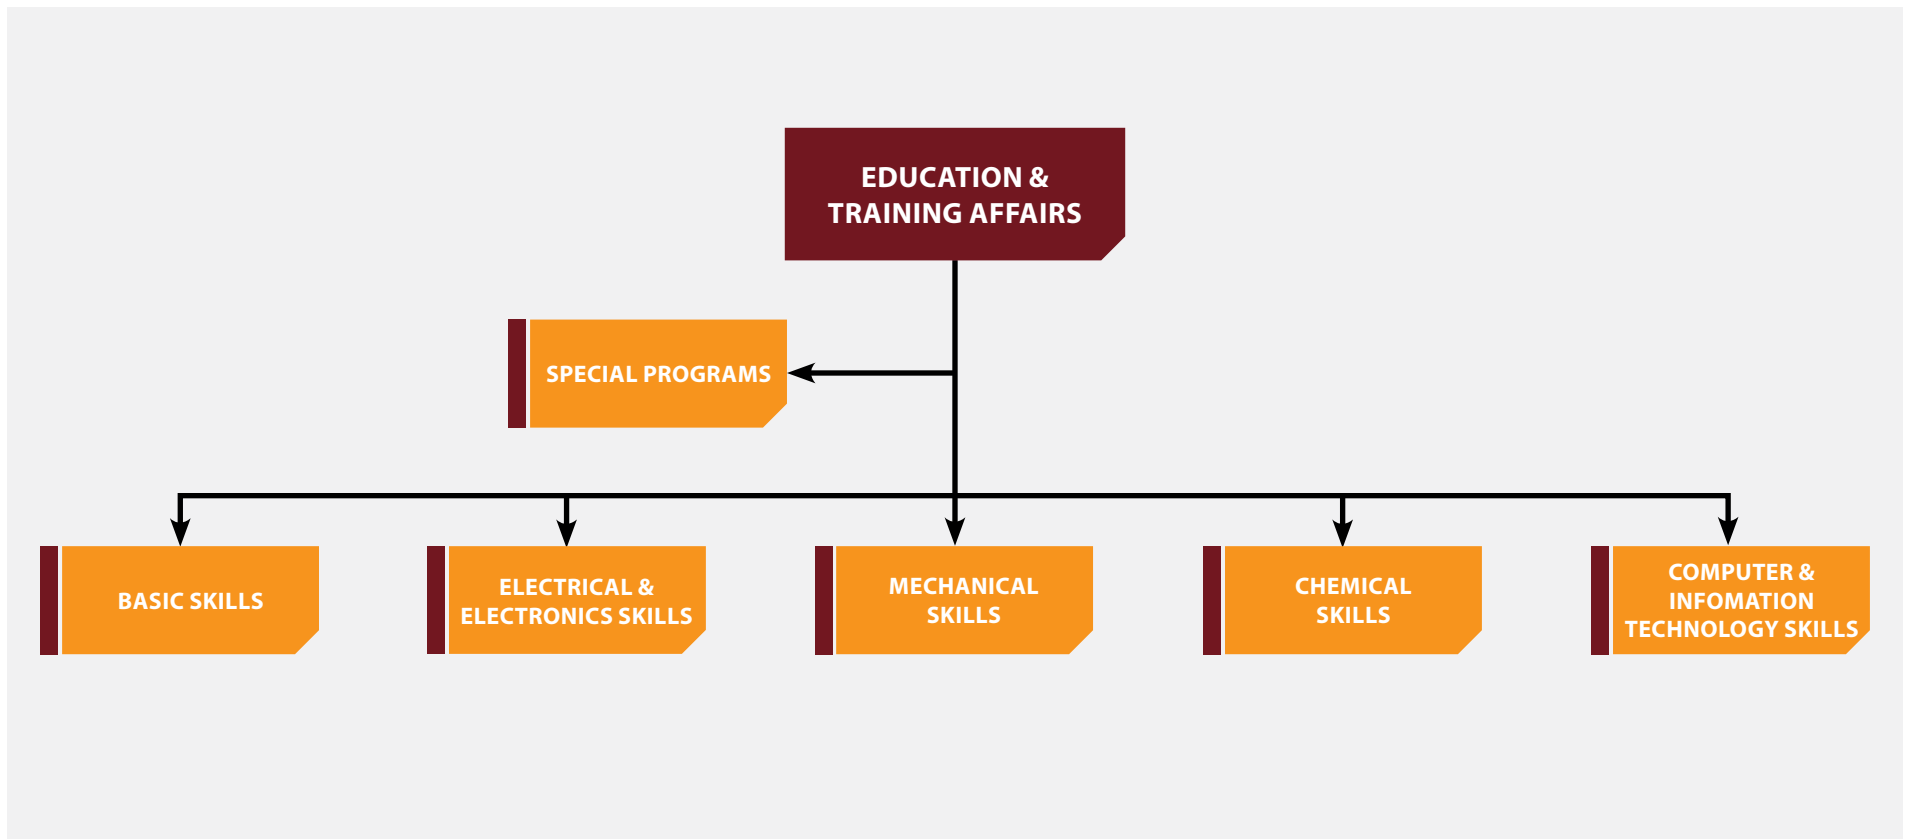 EDUCATION &
TRAINING AFFAIRS
SPECIAL PROGRAMS
BASIC SKILLS
ELECTRICAL &
ELECTRONICS SKILLS
MECHANICAL
SKILLS
CHEMICAL
SKILLS
COMPUTER &
INFOMATION
TECHNOLOGY SKILLS